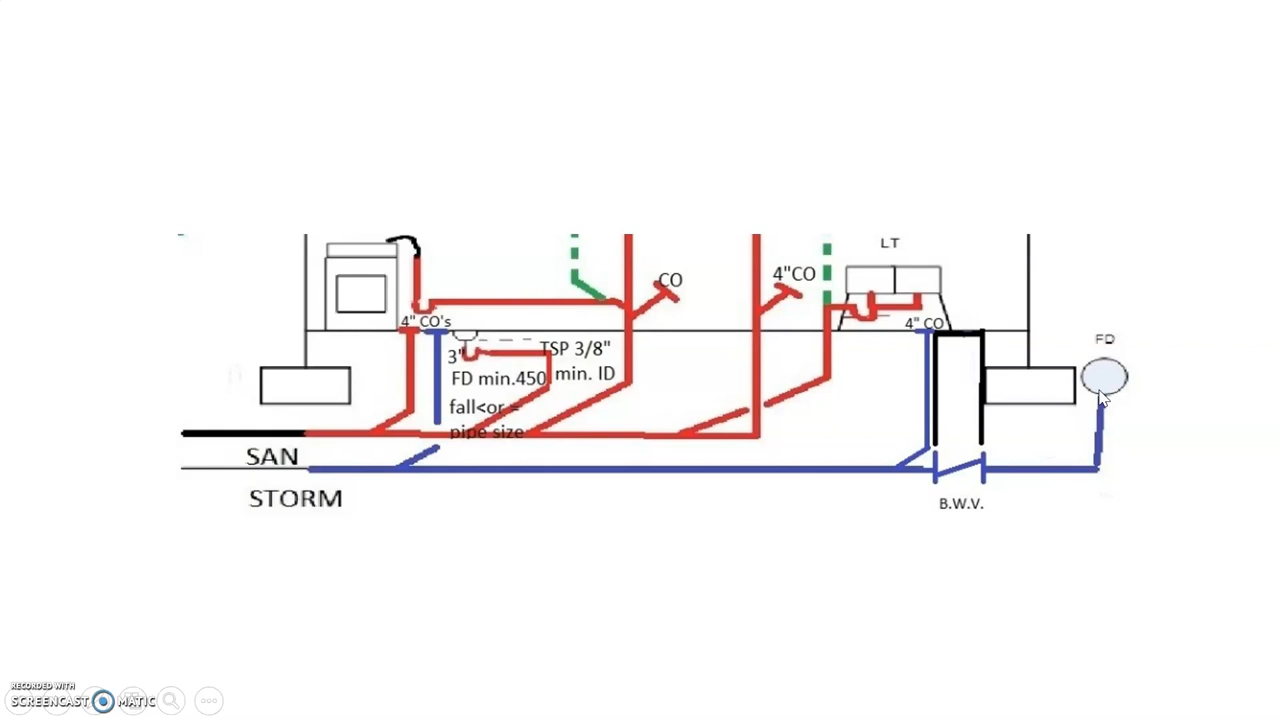 LT
CO
4"CO
4" CO's
4" CO
FD
3"
TSP 3/8"
FD min.450
min. ID
fall<or =
pipe size
SAN
STORM
B.W.V.
RECORDED WITH
SCREENCAST MATIC